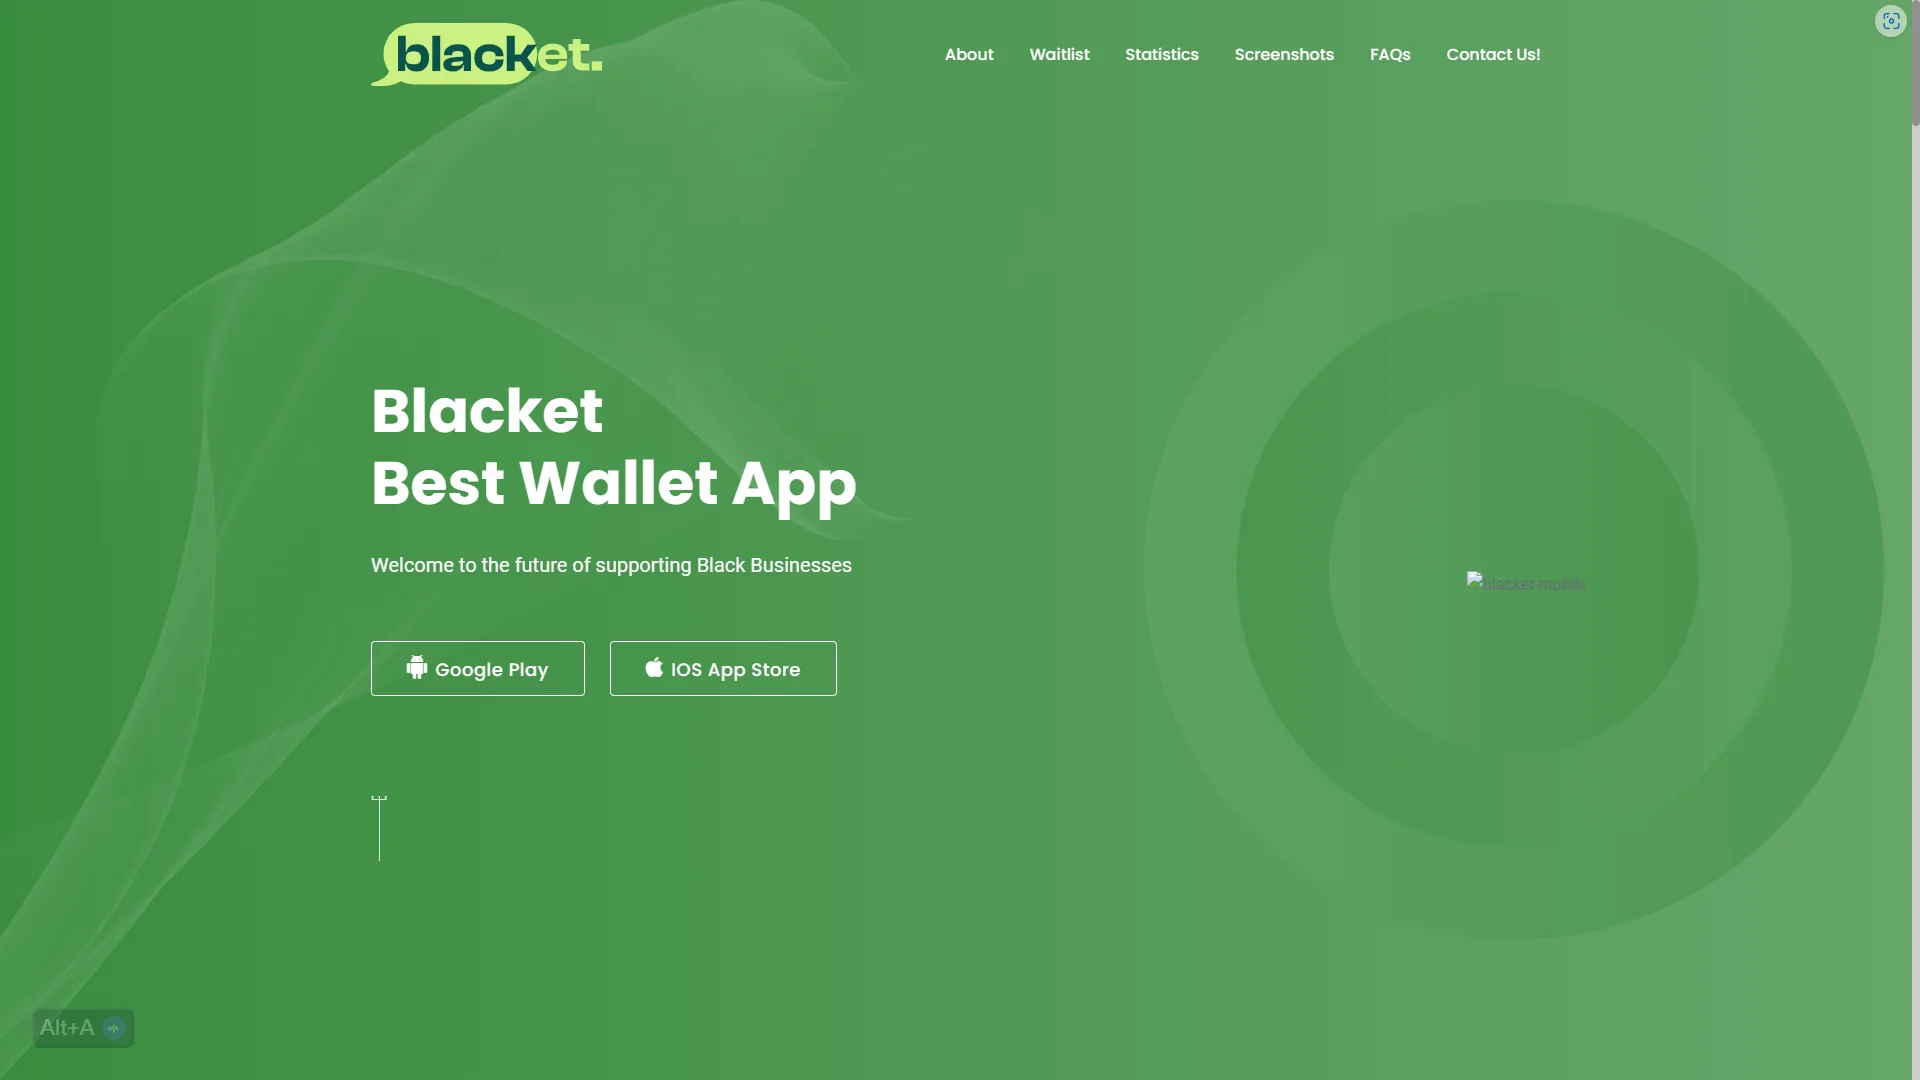 blacket.
About Waitlist Statistics Screenshots FAQs Contact Us!
Blacket
Best Wallet App
Welcome to the future of supporting Black Businesses
blacket mobile
Google Play IOS App Store
Alt+A